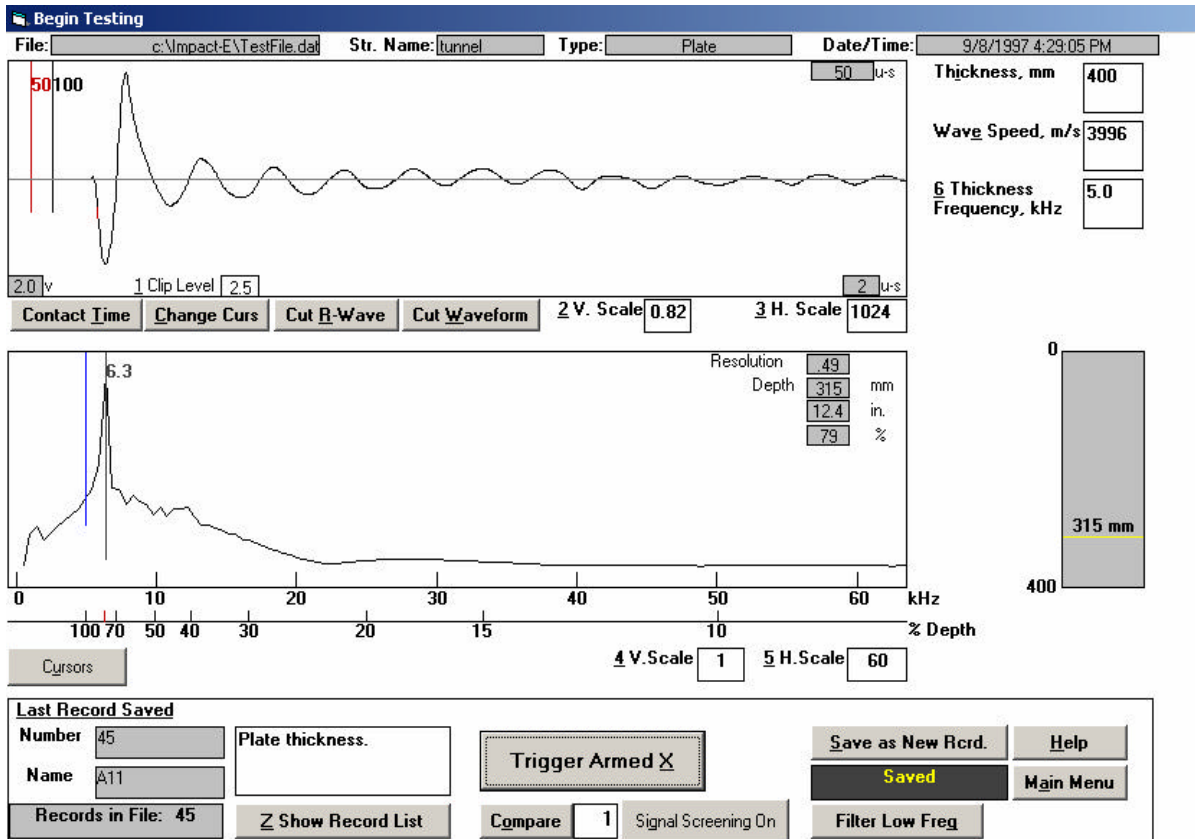 Begin Testing
File: c:\Impact-E\TestFile.dat Str. Name: tunnel Type: Plate Date/Time: 9/8/1997 4:29:05 PM
50 100 50 u-s
Thickness, mm 400
Wave Speed, m/s 3996
6 Thickness Frequency, kHz 5.0
2.0 v 1 Clip Level 2.5 2 u-s
Contact Time Change Curs Cut R-Wave Cut Waveform 2 V. Scale 0.82 3 H. Scale 1024
6.3
Resolution .49
Depth 315 mm
12.4 in.
79 %
0
315 mm
400
0 10 20 30 40 50 60 kHz
100 70 50 40 30 20 15 10 % Depth
Cursors 4 V.Scale 1 5 H.Scale 60
Last Record Saved
Number 45
Name A11
Records in File: 45
Plate thickness.
Z Show Record List
Trigger Armed X
Compare 1 Signal Screening On
Save as New Rcrd. Help
Saved Main Menu
Filter Low Freq